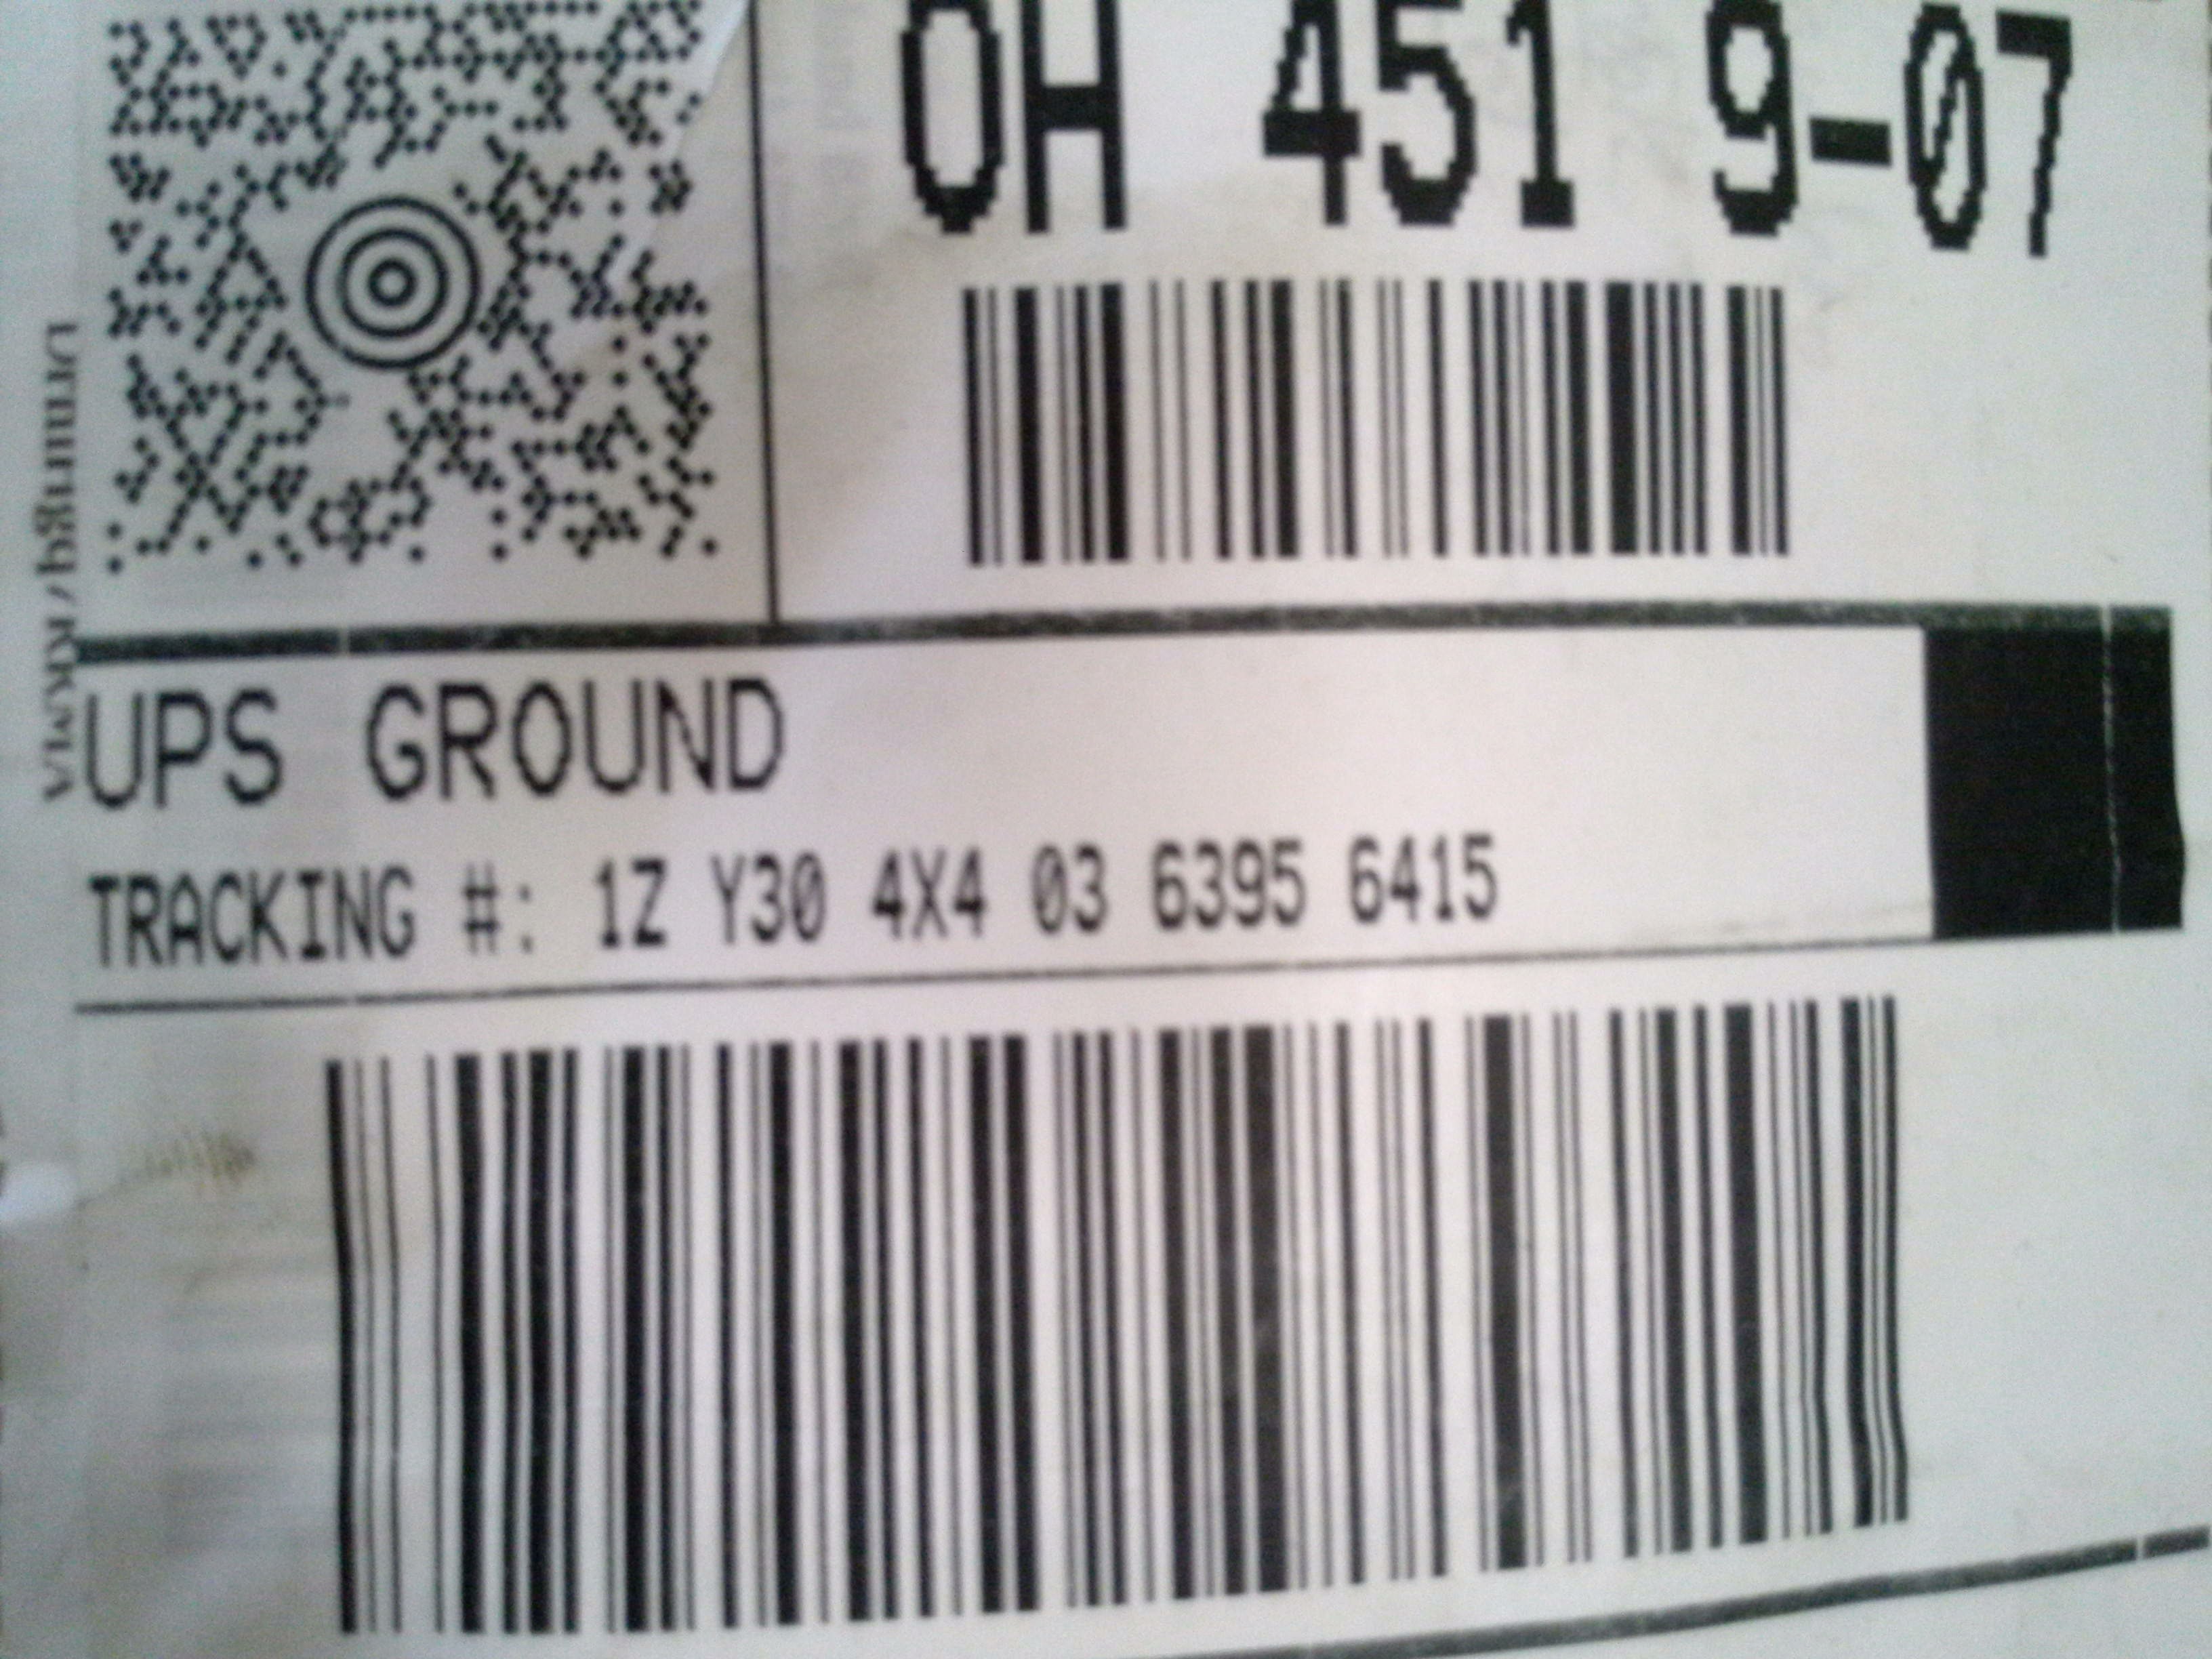 OH 451 9-07
UPS GROUND
TRACKING #: 1Z Y30 4X4 03 6395 6415